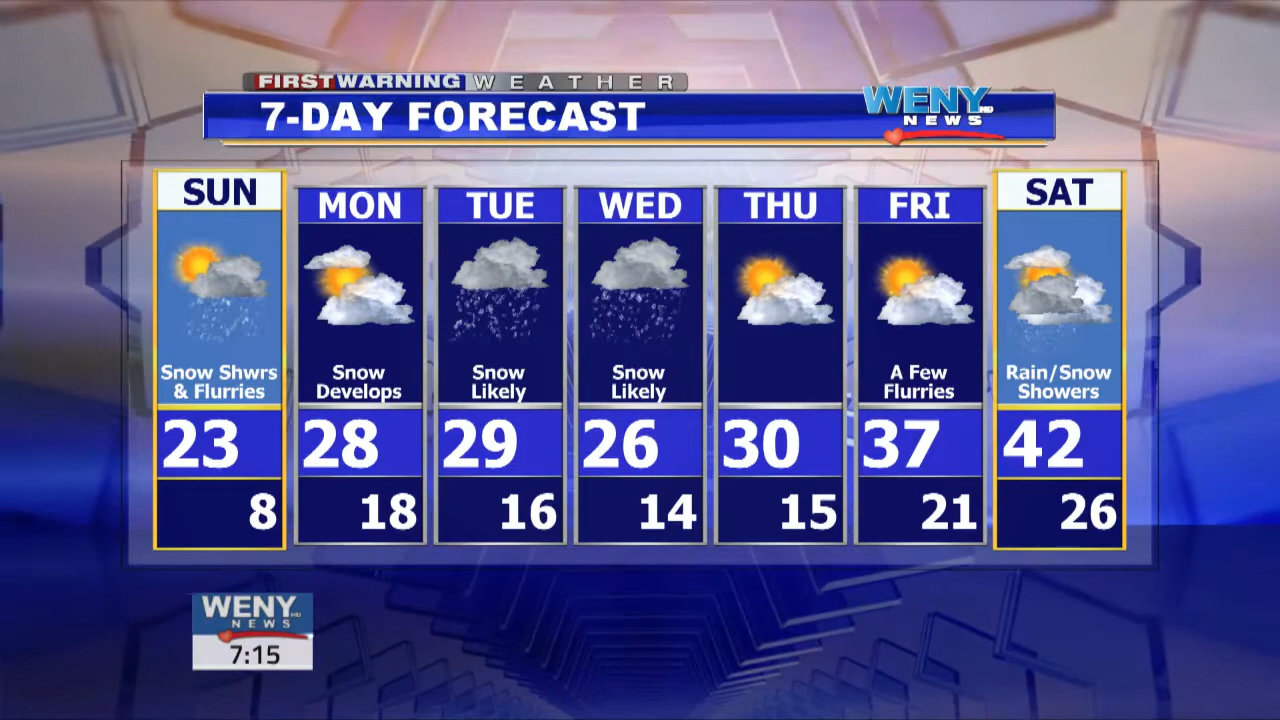 FIRST WARNING WEATHER
7-DAY FORECAST
WENY HD
NEWS
SUN
MON
TUE
WED
THU
FRI
SAT
Snow Shwrs
& Flurries
Snow
Develops
Snow
Likely
Snow
Likely
A Few
Flurries
Rain/Snow
Showers
23
28
29
26
30
37
42
8
18
16
14
15
21
26
WENY HD
NEWS
7:15